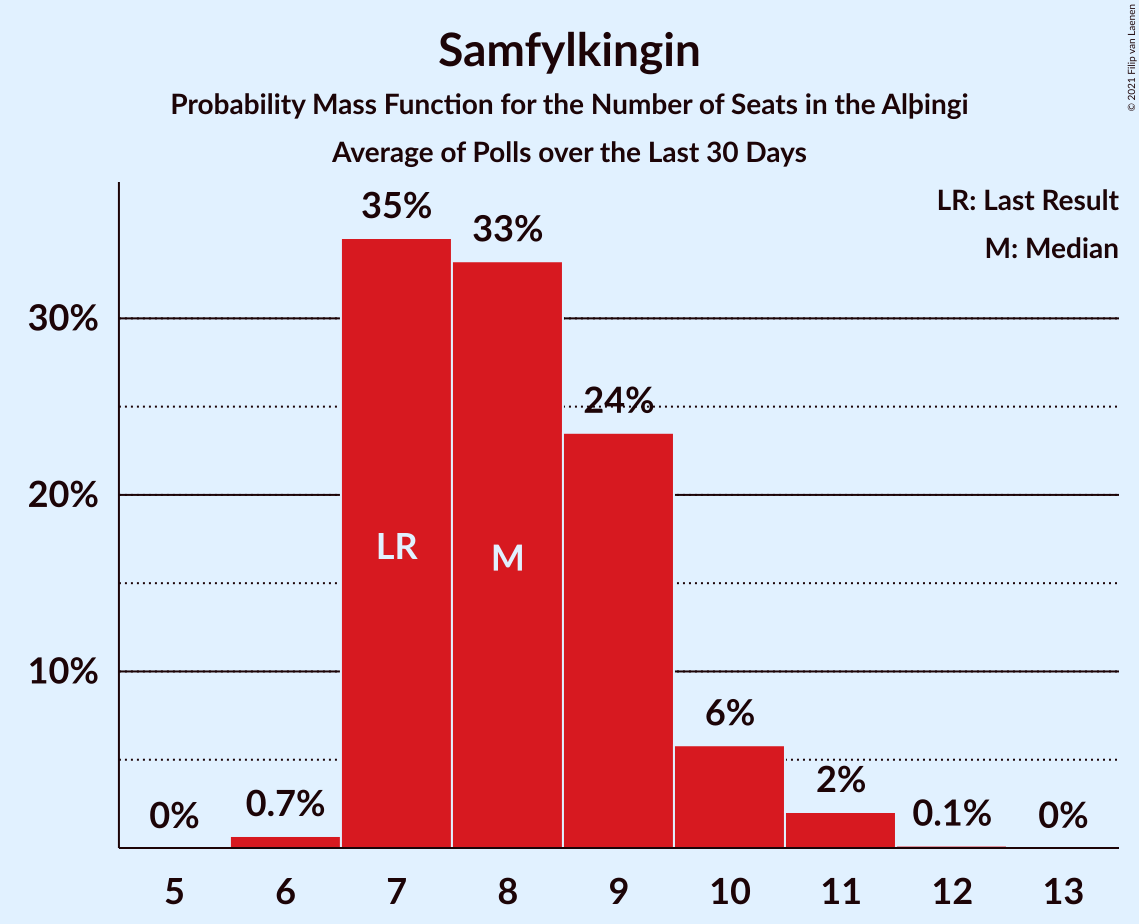 Samfylkingin
Probability Mass Function for the Number of Seats in the Alþingi
Average of Polls over the Last 30 Days
© 2021 Filip van Laenen
LR: Last Result
M: Median
35%
33%
30%
24%
20%
LR
M
10%
6%
2%
0%
0.7%
0.1%
0%
5 6 7 8 9 10 11 12 13